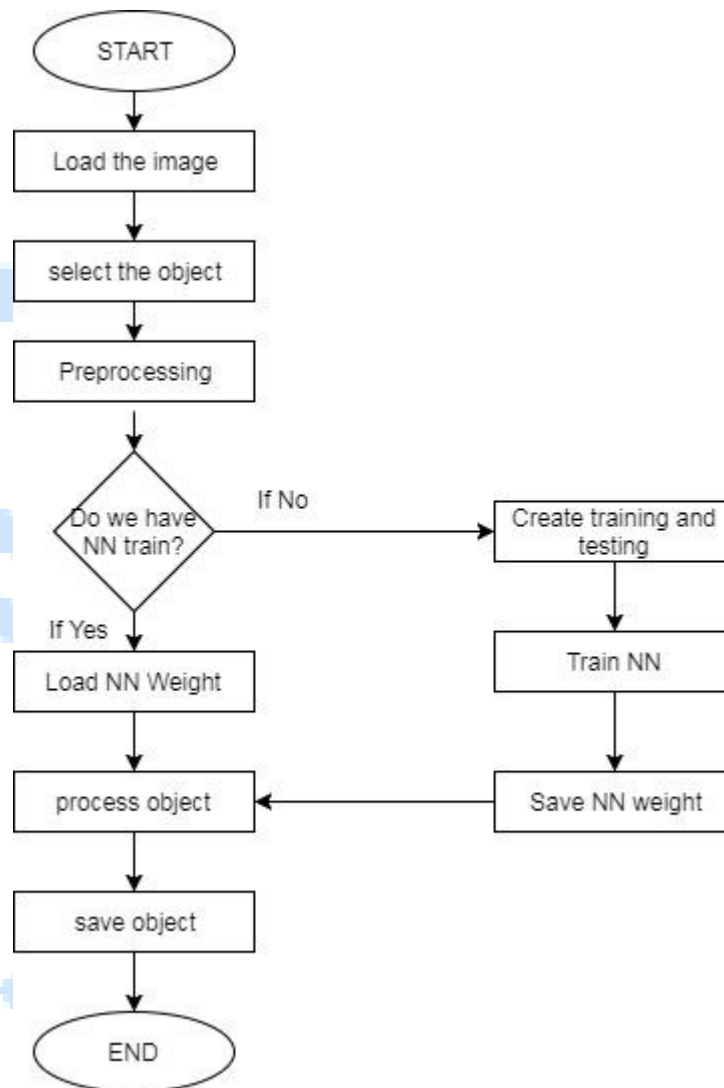 START
Load the image
select the object
Preprocessing
Do we have
NN train?
If No
Create training and
testing
If Yes
Load NN Weight
Train NN
process object
Save NN weight
save object
END